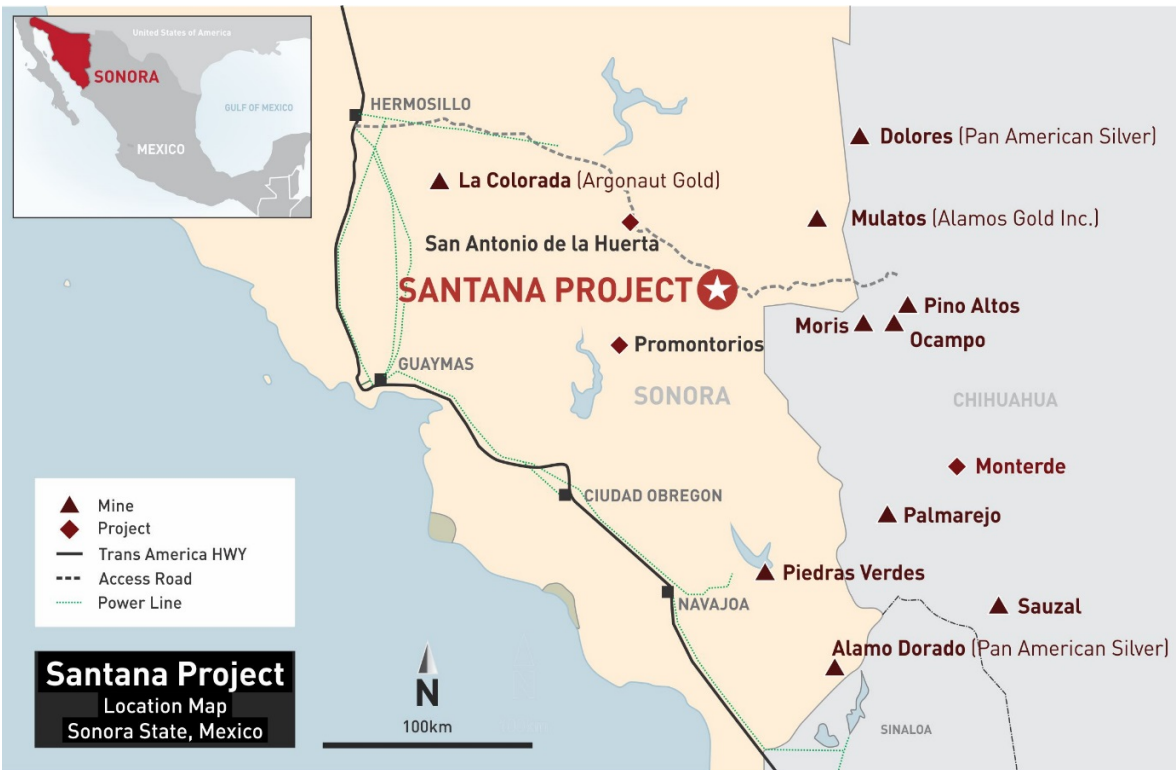 United States of America
SONORA
GULF OF MEXICO
MEXICO
HERMOSILLO
Dolores (Pan American Silver)
La Colorada (Argonaut Gold)
Mulatos (Alamos Gold Inc.)
San Antonio de la Huerta
SANTANA PROJECT
Pino Altos
Moris
Ocampo
Promontorios
GUAYMAS
SONORA
CHIHUAHUA
Monterde
CIUDAD OBREGON
Palmarejo
Piedras Verdes
NAVAJOA
Sauzal
Alamo Dorado (Pan American Silver)
SINALOA
Mine
Project
Trans America HWY
Access Road
Power Line
Santana Project
Location Map
Sonora State, Mexico
N
100km